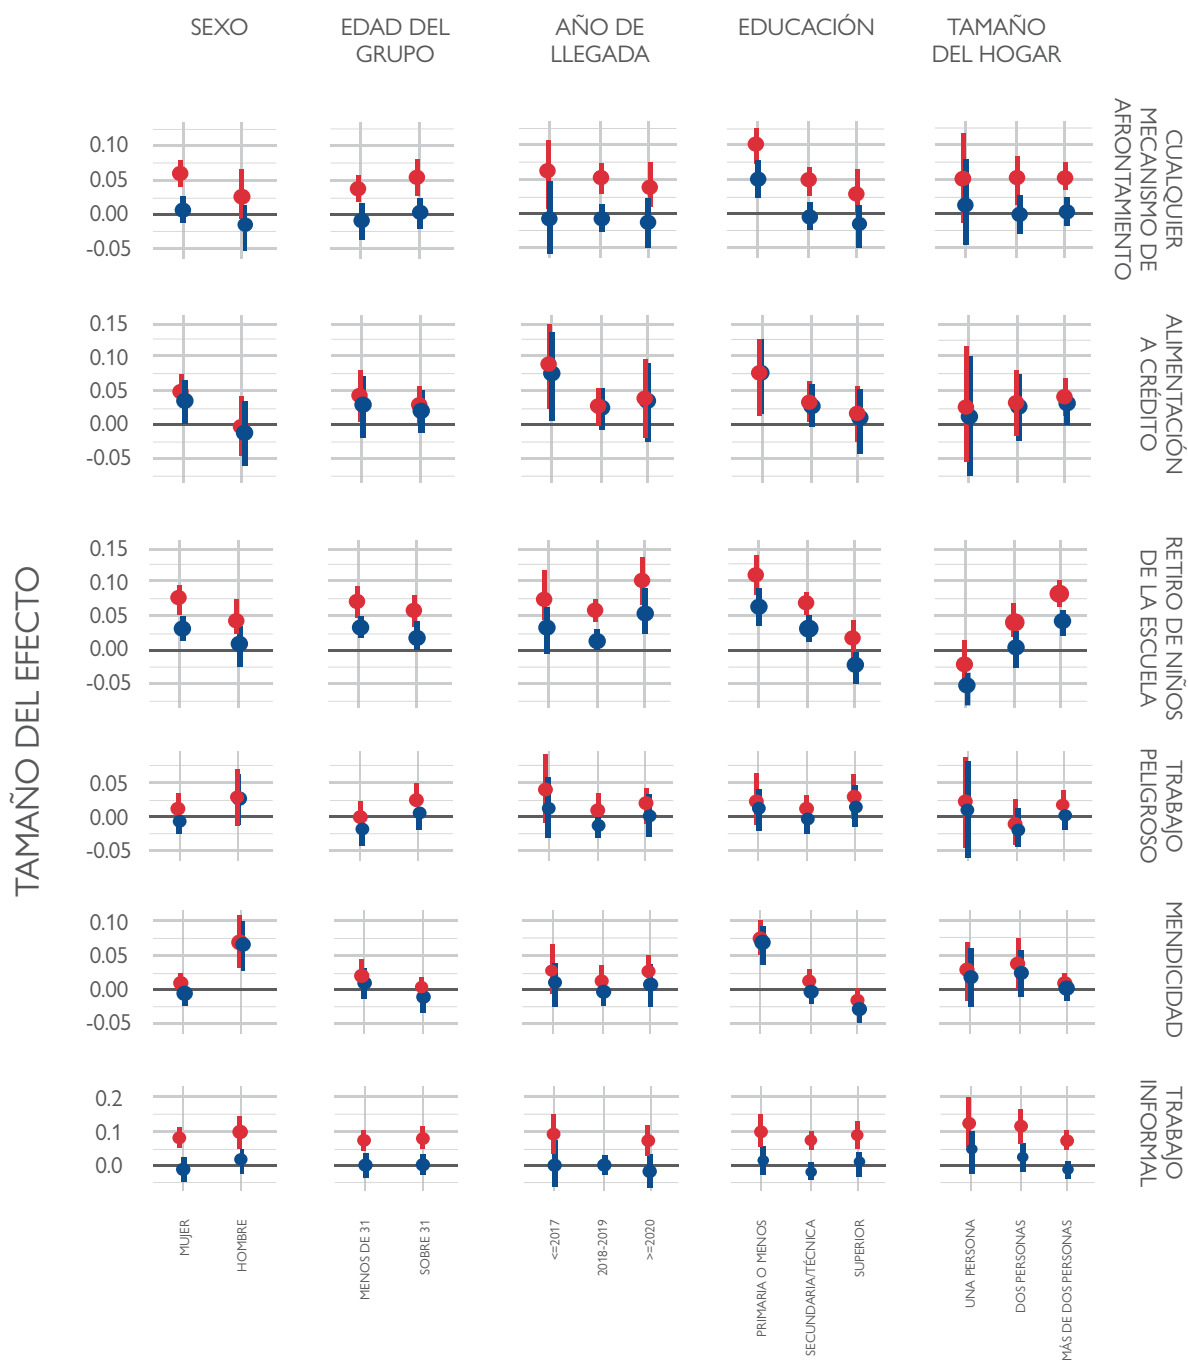 SEXO
EDAD DEL
GRUPO
AÑO DE
LLEGADA
EDUCACIÓN
TAMAÑO
DEL HOGAR
TAMAÑO DEL EFECTO
0.10
0.05
0.00
-0.05
CUALQUIER
MECANISMO DE
AFRONTAMIENTO
0.15
0.10
0.05
0.00
-0.05
ALIMENTACIÓN
A CRÉDITO
0.15
0.10
0.05
0.00
-0.05
RETIRO DE NIÑOS
DE LA ESCUELA
0.05
0.00
-0.05
TRABAJO
PELIGROSO
0.10
0.05
0.00
-0.05
MENDICIDAD
0.2
0.1
0.0
TRABAJO
INFORMAL
MUJER
HOMBRE
MENOS DE 31
SOBRE 31
<=2017
2018-2019
>=2020
PRIMARIA O MENOS
SECUNDARIA/TÉCNICA
SUPERIOR
UNA PERSONA
DOS PERSONAS
MÁS DE DOS PERSONAS